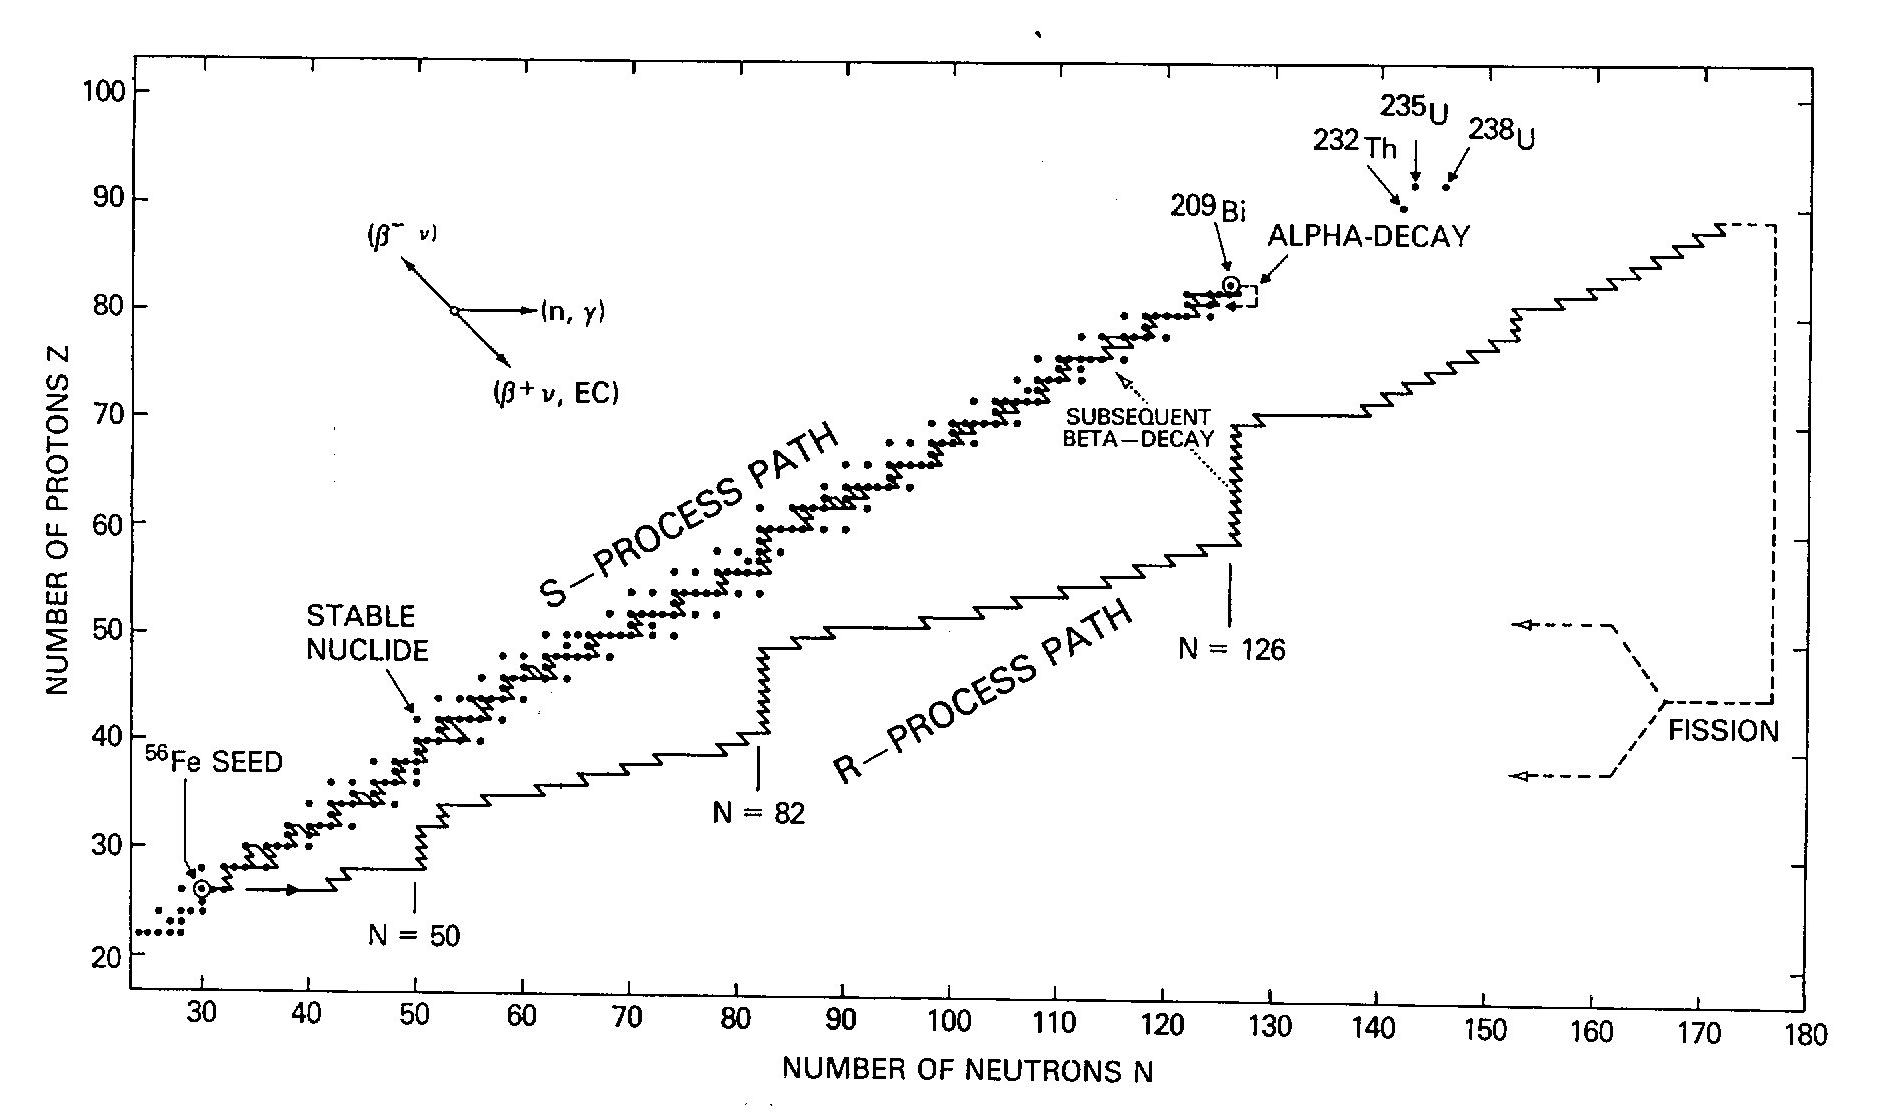 100
90
80
70
60
50
40
30
20
NUMBER OF PROTONS Z
235U
232Th
238U
209Bi
ALPHA-DECAY
(β⁻ ν)
(n, γ)
(β⁺ ν, EC)
SUBSEQUENT
BETA—DECAY
S—PROCESS PATH
STABLE
NUCLIDE
N = 126
R—PROCESS PATH
FISSION
56Fe SEED
N = 82
N = 50
30 40 50 60 70 80 90 100 110 120 130 140 150 160 170 180
NUMBER OF NEUTRONS N